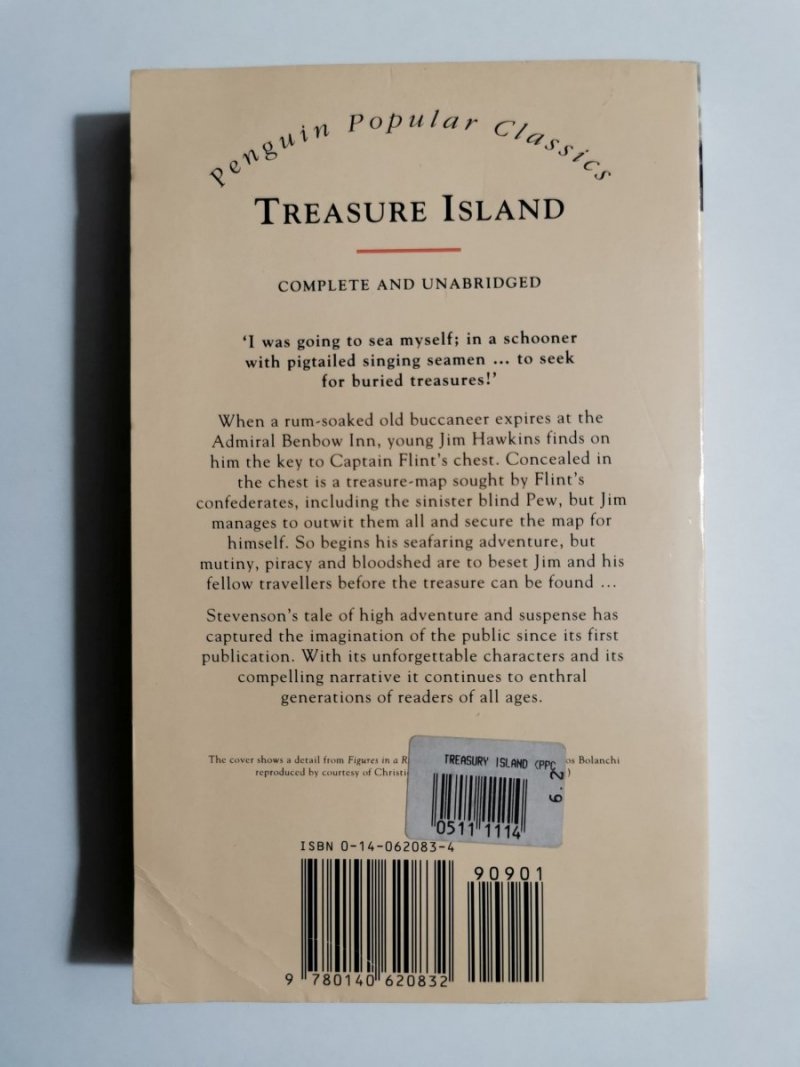 Penguin Popular Classics
TREASURE ISLAND
COMPLETE AND UNABRIDGED
‘I was going to sea myself; in a schooner
with pigtailed singing seamen ... to seek
for buried treasures!’
When a rum-soaked old buccaneer expires at the
Admiral Benbow Inn, young Jim Hawkins finds on
him the key to Captain Flint’s chest. Concealed in
the chest is a treasure-map sought by Flint’s
confederates, including the sinister blind Pew, but Jim
manages to outwit them all and secure the map for
himself. So begins his seafaring adventure, but
mutiny, piracy and bloodshed are to beset Jim and his
fellow travellers before the treasure can be found ...
Stevenson’s tale of high adventure and suspense has
captured the imagination of the public since its first
publication. With its unforgettable characters and its
compelling narrative it continues to enthral
generations of readers of all ages.
The cover shows a detail from Figures in a Bolanchi
reproduced by courtesy of
TREASURY ISLAND (PPC
6.2
0511 1114
ISBN 0-14-062083-4
90901
9 780140 620832